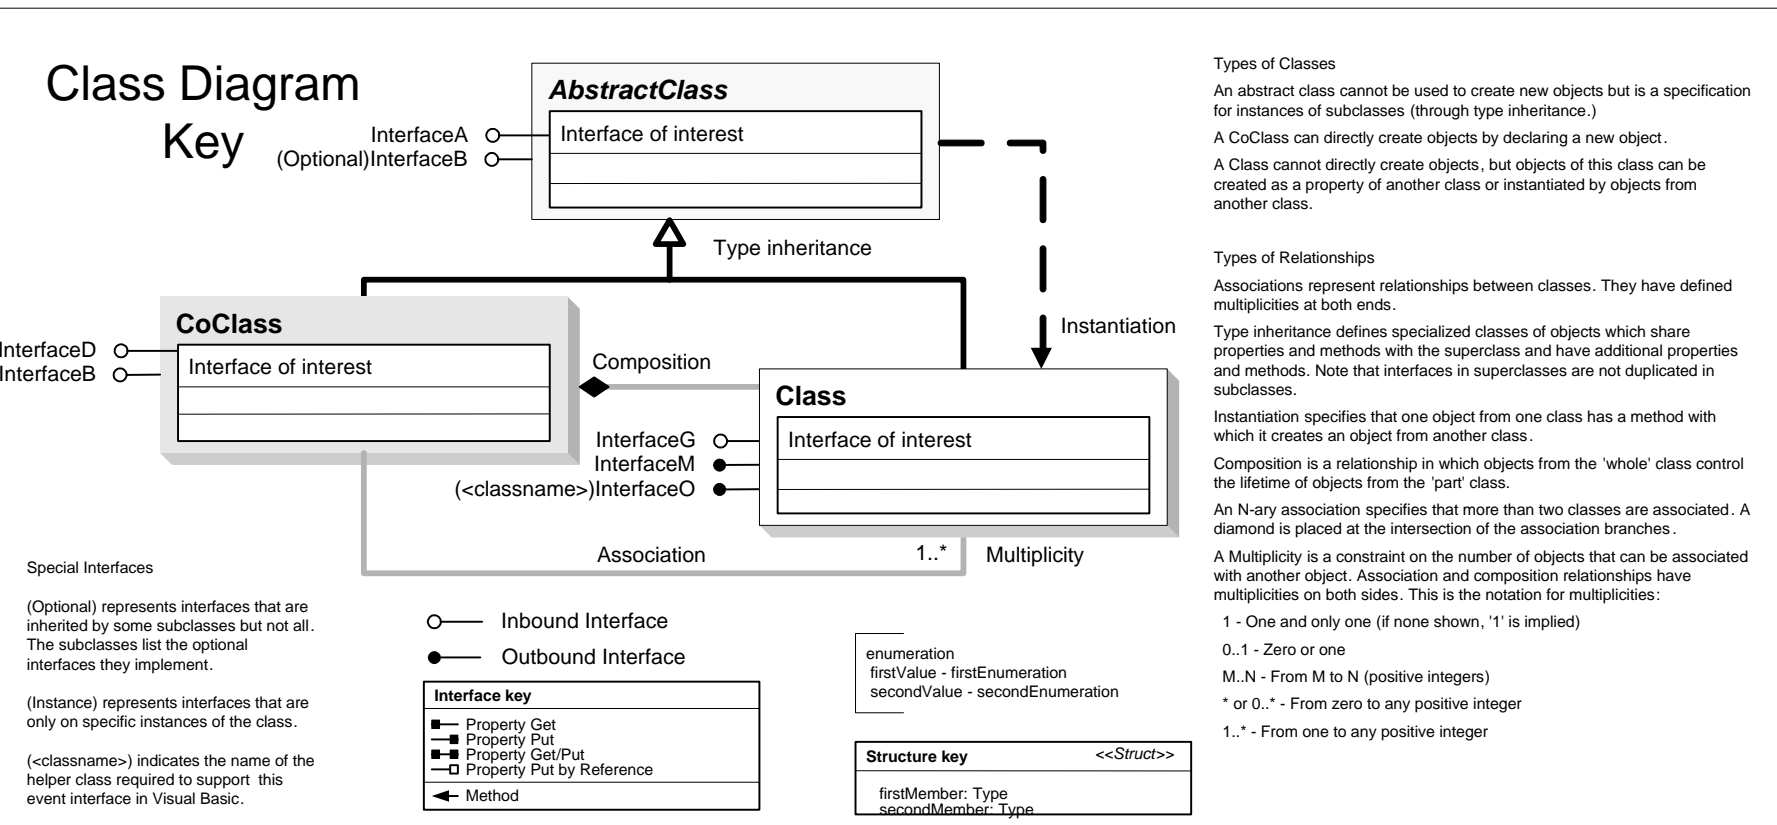 Class Diagram
Key
AbstractClass
Interface of interest
InterfaceA
(Optional)InterfaceB
Type inheritance
Instantiation
CoClass
Interface of interest
InterfaceD
InterfaceB
Composition
Class
Interface of interest
InterfaceG
InterfaceM
(<classname>)InterfaceO
Association
1..*
Multiplicity
Special Interfaces
(Optional) represents interfaces that are
inherited by some subclasses but not all.
The subclasses list the optional
interfaces they implement.
(Instance) represents interfaces that are
only on specific instances of the class.
(<classname>) indicates the name of the
helper class required to support this
event interface in Visual Basic.
Inbound Interface
Outbound Interface
Interface key
Property Get
Property Put
Property Get/Put
Property Put by Reference
Method
enumeration
firstValue - firstEnumeration
secondValue - secondEnumeration
Structure key <<Struct>>
firstMember: Type
secondMember: Type
Types of Classes
An abstract class cannot be used to create new objects but is a specification
for instances of subclasses (through type inheritance.)
A CoClass can directly create objects by declaring a new object.
A Class cannot directly create objects, but objects of this class can be
created as a property of another class or instantiated by objects from
another class.
Types of Relationships
Associations represent relationships between classes. They have defined
multiplicities at both ends.
Type inheritance defines specialized classes of objects which share
properties and methods with the superclass and have additional properties
and methods. Note that interfaces in superclasses are not duplicated in
subclasses.
Instantiation specifies that one object from one class has a method with
which it creates an object from another class.
Composition is a relationship in which objects from the 'whole' class control
the lifetime of objects from the 'part' class.
An N-ary association specifies that more than two classes are associated. A
diamond is placed at the intersection of the association branches.
A Multiplicity is a constraint on the number of objects that can be associated
with another object. Association and composition relationships have
multiplicities on both sides. This is the notation for multiplicities:
1 - One and only one (if none shown, '1' is implied)
0..1 - Zero or one
M..N - From M to N (positive integers)
* or 0..* - From zero to any positive integer
1..* - From one to any positive integer